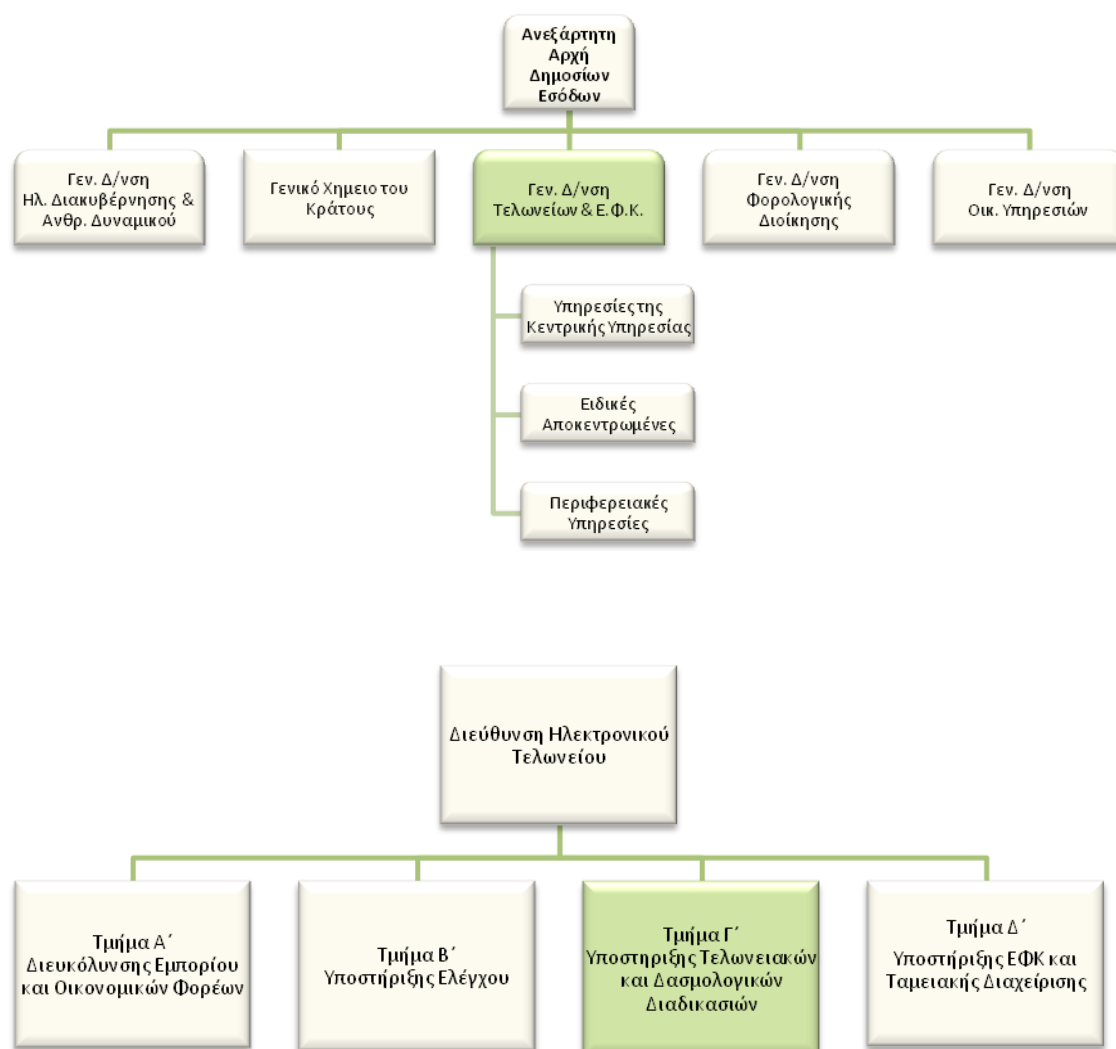 Ανεξάρτητη
Αρχή
Δημοσίων
Εσόδων
Γεν. Δ/νση
Ηλ. Διακυβέρνησης &
Ανθρ. Δυναμικού
Γενικό Χημειο του
Κράτους
Γεν. Δ/νση
Τελωνείων & Ε.Φ.Κ.
Γεν. Δ/νση
Φορολογικής
Διοίκησης
Γεν. Δ/νση
Οικ. Υπηρεσιών
Υπηρεσίες της
Κεντρικής Υπηρεσίας
Ειδικές
Αποκεντρωμένες
Περιφερειακές
Υπηρεσίες
Διεύθυνση Ηλεκτρονικού
Τελωνείου
Τμήμα Α΄
Διευκόλυνσης Εμπορίου
και Οικονομικών Φορέων
Τμήμα Β΄
Υποστήριξης Ελέγχου
Τμήμα Γ΄
Υποστηριξης Τελωνειακών
και Δασμολογικών
Διαδικασιών
Τμήμα Δ΄
Υποστήριξης ΕΦΚ και
Ταμειακής Διαχείρισης